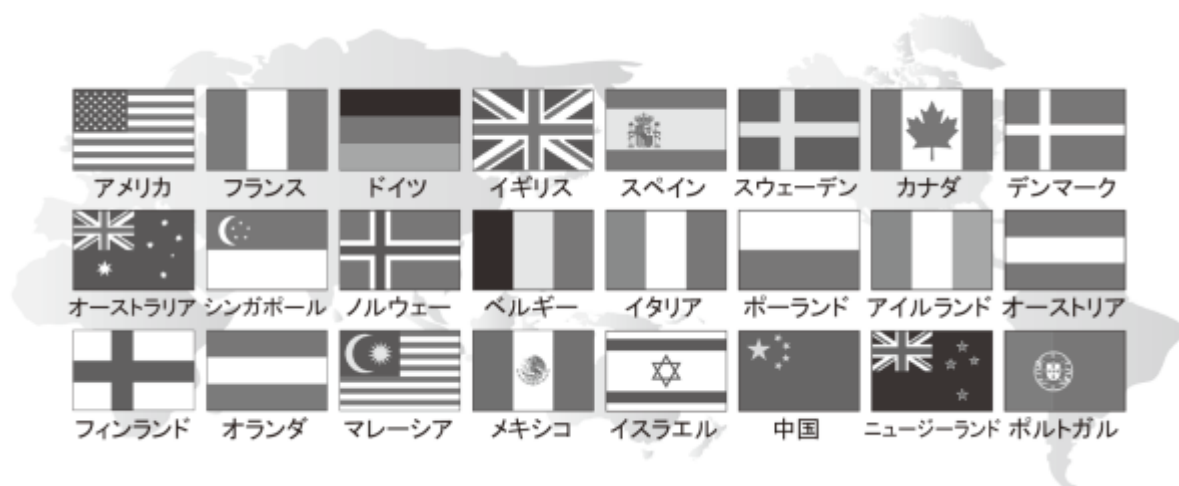 アメリカ フランス ドイツ イギリス スペイン スウェーデン カナダ デンマーク
オーストラリア シンガポール ノルウェー ベルギー イタリア ポーランド アイルランド オーストリア
フィンランド オランダ マレーシア メキシコ イスラエル 中国 ニュージーランド ポルトガル